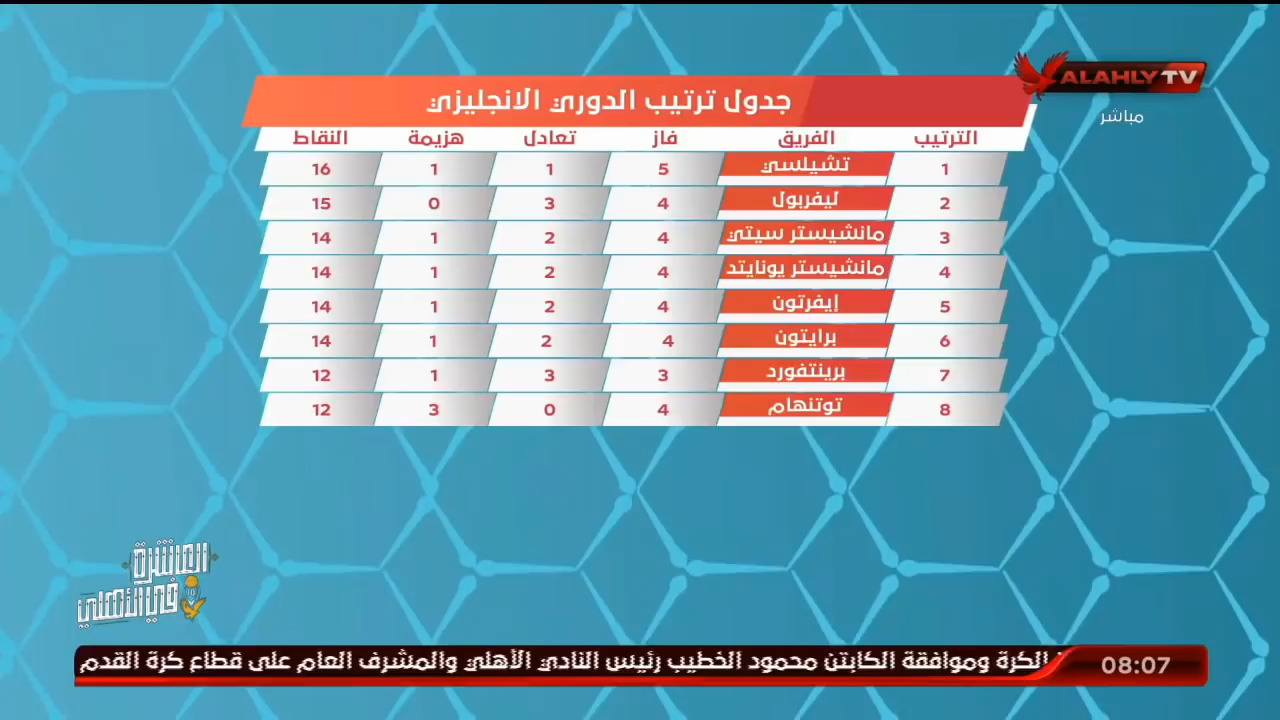 ALAHLY TV
مباشر
جدول ترتيب الدوري الانجليزي
الترتيب الفريق فاز تعادل هزيمة النقاط
1 تشيلسي 5 1 1 16
2 ليفربول 4 3 0 15
3 مانشيستر سيتي 4 2 1 14
4 مانشيستر يونايتد 4 2 1 14
5 إيفرتون 4 2 1 14
6 برايتون 4 2 1 14
7 برينتفورد 3 3 1 12
8 توتنهام 4 0 3 12
العاشرة
في الأهلي
08:07 الكرة وموافقة الكابتن محمود الخطيب رئيس النادي الأهلي والمشرف العام على قطاع كرة القدم